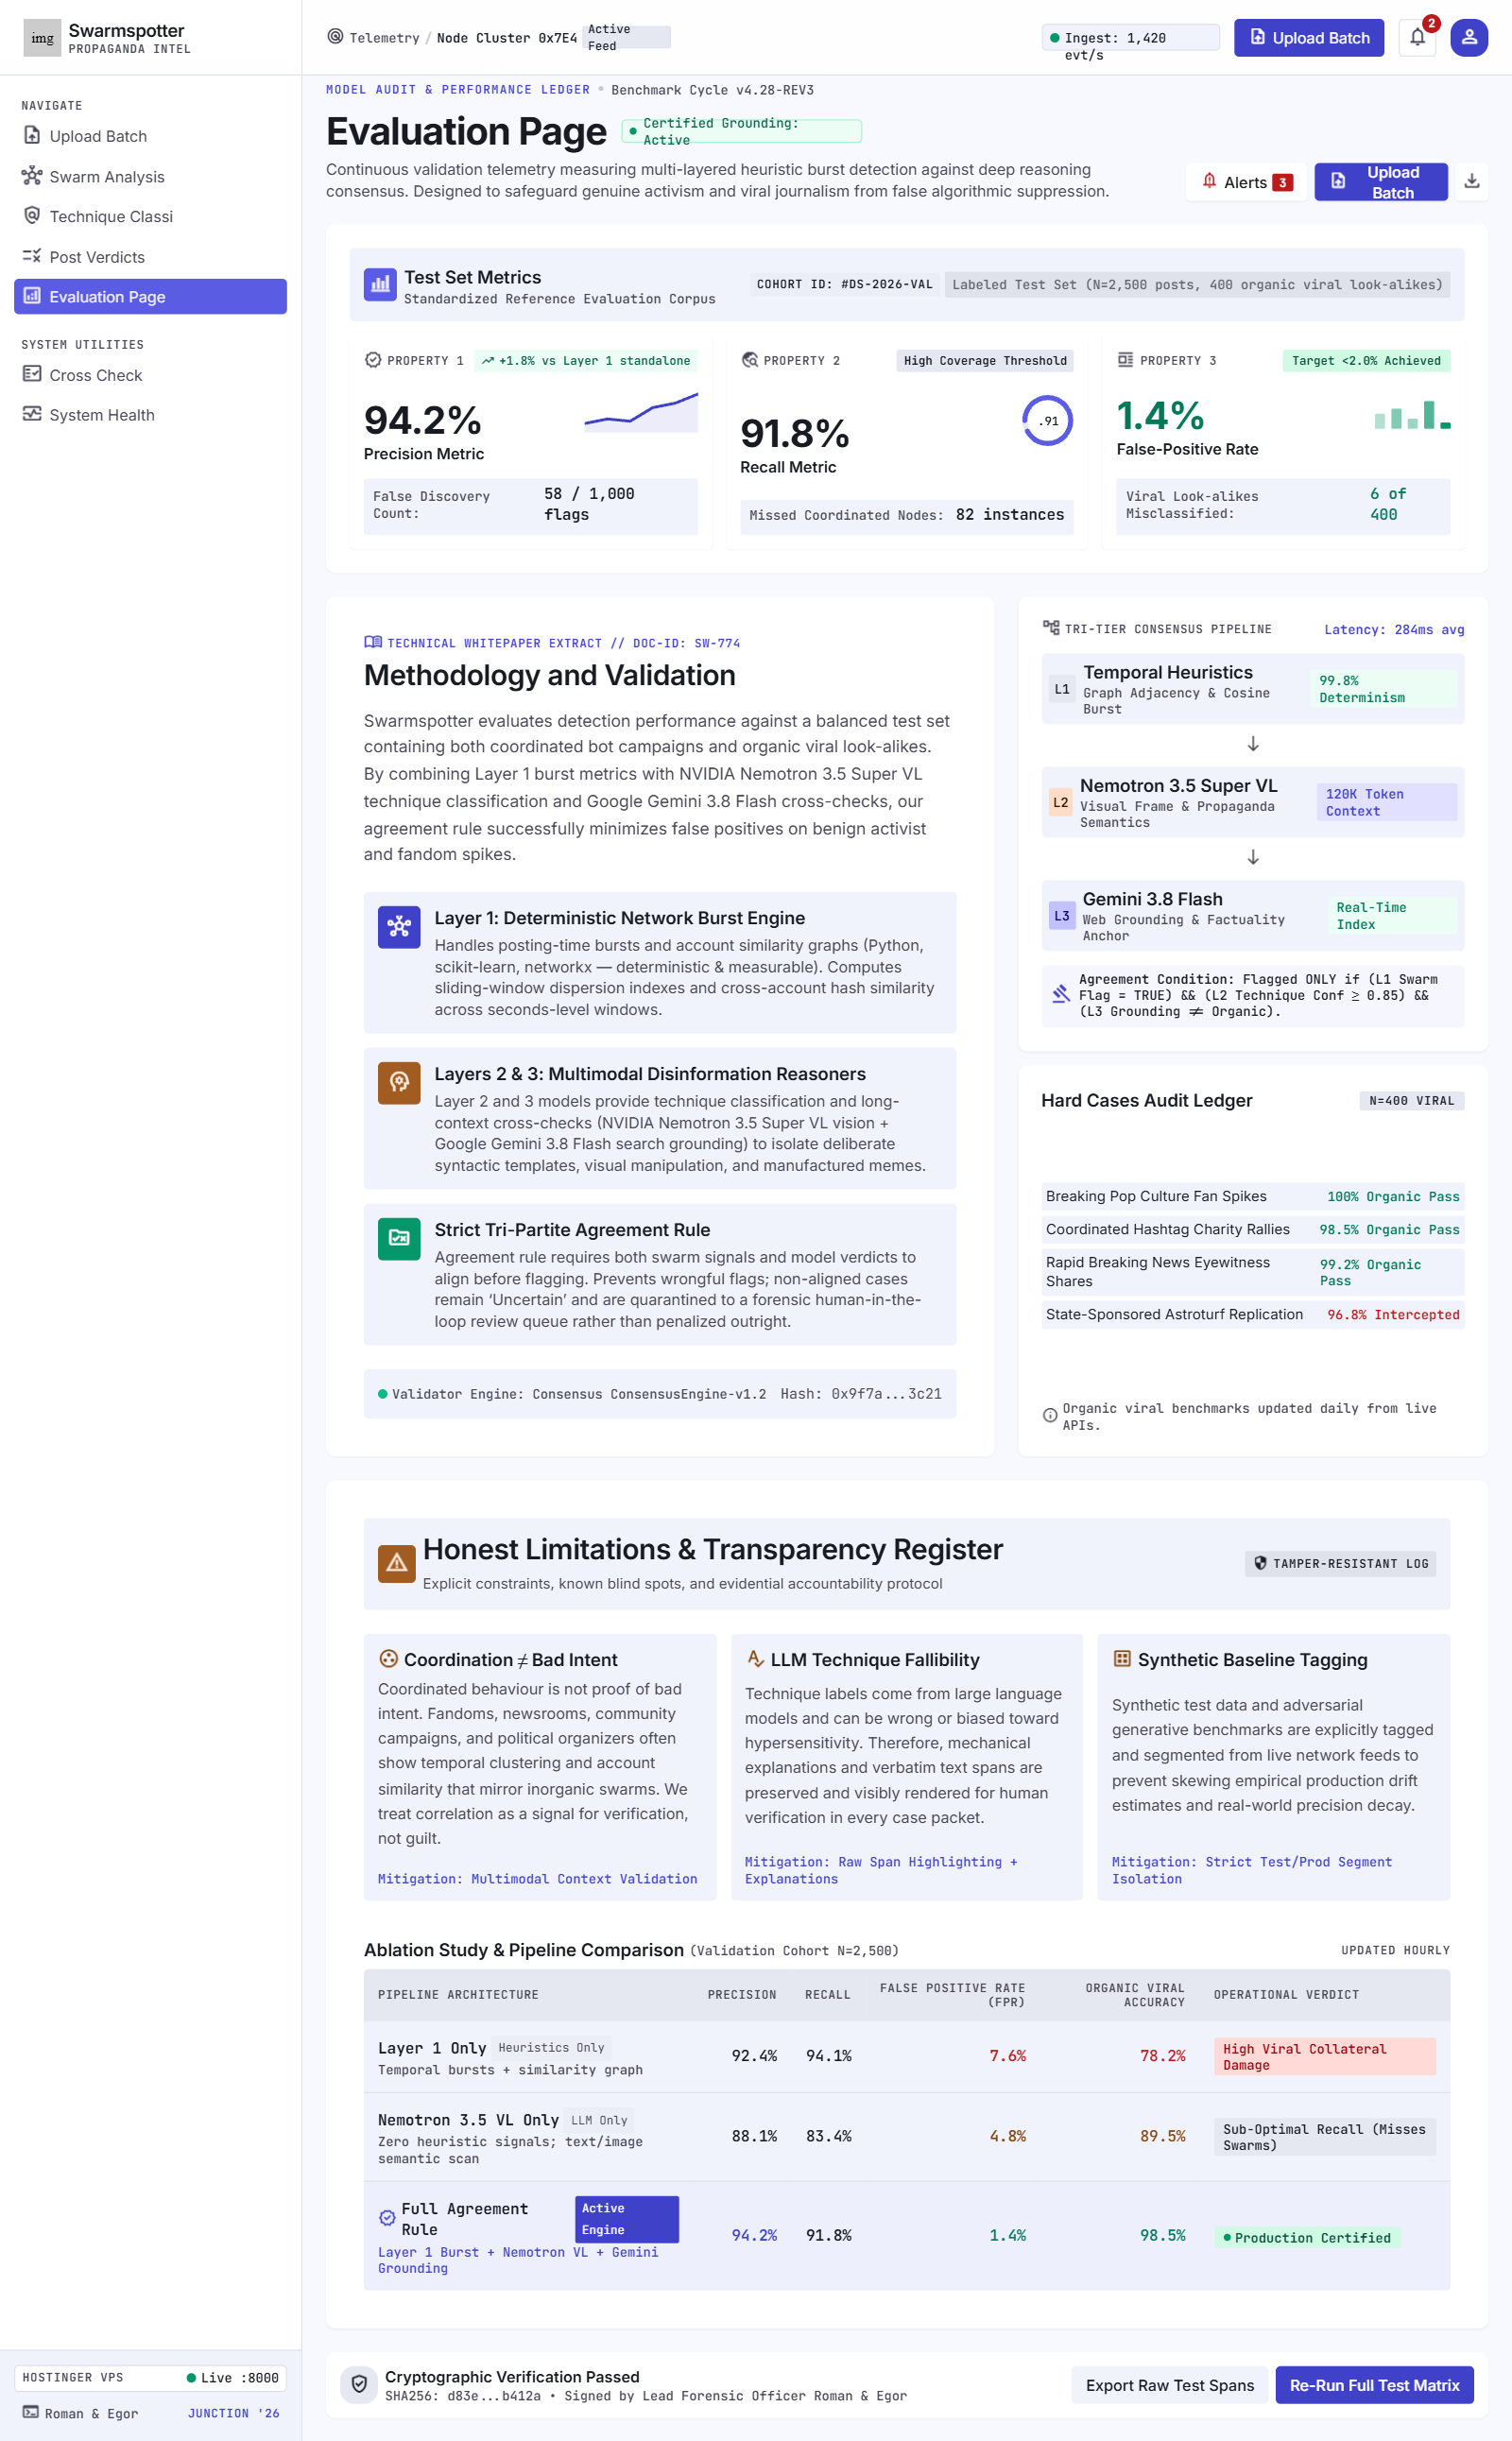 img
Swarmspotter
PROPAGANDA INTEL
NAVIGATE
Upload Batch
Swarm Analysis
Technique Classi
Post Verdicts
Evaluation Page
SYSTEM UTILITIES
Cross Check
System Health
HOSTINGER VPS
Live :8000
Roman & Egor
JUNCTION '26
Telemetry / Node Cluster 0x7E4
Active
Feed
Ingest: 1,420
evt/s
Upload Batch
2
MODEL AUDIT & PERFORMANCE LEDGER • Benchmark Cycle v4.28-REV3
Evaluation Page
Certified Grounding:
Active
Continuous validation telemetry measuring multi-layered heuristic burst detection against deep reasoning
consensus. Designed to safeguard genuine activism and viral journalism from false algorithmic suppression.
Alerts 3
Upload
Batch
Test Set Metrics
Standardized Reference Evaluation Corpus
COHORT ID: #DS-2026-VAL
Labeled Test Set (N=2,500 posts, 400 organic viral look-alikes)
PROPERTY 1
+1.8% vs Layer 1 standalone
94.2%
Precision Metric
False Discovery
Count:
58 / 1,000
flags
PROPERTY 2
High Coverage Threshold
91.8%
.91
Recall Metric
Missed Coordinated Nodes:
82 instances
PROPERTY 3
Target <2.0% Achieved
1.4%
False-Positive Rate
Viral Look-alikes
Misclassified:
6 of
400
TECHNICAL WHITEPAPER EXTRACT // DOC-ID: SW-774
Methodology and Validation
Swarmspotter evaluates detection performance against a balanced test set
containing both coordinated bot campaigns and organic viral look-alikes.
By combining Layer 1 burst metrics with NVIDIA Nemotron 3.5 Super VL
technique classification and Google Gemini 3.8 Flash cross-checks, our
agreement rule successfully minimizes false positives on benign activist
and fandom spikes.
Layer 1: Deterministic Network Burst Engine
Handles posting-time bursts and account similarity graphs (Python,
scikit-learn, networkx — deterministic & measurable). Computes
sliding-window dispersion indexes and cross-account hash similarity
across seconds-level windows.
Layers 2 & 3: Multimodal Disinformation Reasoners
Layer 2 and 3 models provide technique classification and long-
context cross-checks (NVIDIA Nemotron 3.5 Super VL vision +
Google Gemini 3.8 Flash search grounding) to isolate deliberate
syntactic templates, visual manipulation, and manufactured memes.
Strict Tri-Partite Agreement Rule
Agreement rule requires both swarm signals and model verdicts to
align before flagging. Prevents wrongful flags; non-aligned cases
remain ‘Uncertain’ and are quarantined to a forensic human-in-the-
loop review queue rather than penalized outright.
Validator Engine: Consensus ConsensusEngine-v1.2
Hash: 0x9f7a...3c21
TRI-TIER CONSENSUS PIPELINE
Latency: 284ms avg
L1
Temporal Heuristics
Graph Adjacency & Cosine
Burst
99.8%
Determinism
L2
Nemotron 3.5 Super VL
Visual Frame & Propaganda
Semantics
120K Token
Context
L3
Gemini 3.8 Flash
Web Grounding & Factuality
Anchor
Real-Time
Index
Agreement Condition: Flagged ONLY if (L1 Swarm
Flag = TRUE) && (L2 Technique Conf ≥ 0.85) &&
(L3 Grounding ≠ Organic).
Hard Cases Audit Ledger
N=400 VIRAL
Breaking Pop Culture Fan Spikes
100% Organic Pass
Coordinated Hashtag Charity Rallies
98.5% Organic Pass
Rapid Breaking News Eyewitness
Shares
99.2% Organic
Pass
State-Sponsored Astroturf Replication
96.8% Intercepted
Organic viral benchmarks updated daily from live
APIs.
Honest Limitations & Transparency Register
Explicit constraints, known blind spots, and evidential accountability protocol
TAMPER-RESISTANT LOG
Coordination ≠ Bad Intent
Coordinated behaviour is not proof of bad
intent. Fandoms, newsrooms, community
campaigns, and political organizers often
show temporal clustering and account
similarity that mirror inorganic swarms. We
treat correlation as a signal for verification,
not guilt.
Mitigation: Multimodal Context Validation
LLM Technique Fallibility
Technique labels come from large language
models and can be wrong or biased toward
hypersensitivity. Therefore, mechanical
explanations and verbatim text spans are
preserved and visibly rendered for human
verification in every case packet.
Mitigation: Raw Span Highlighting +
Explanations
Synthetic Baseline Tagging
Synthetic test data and adversarial
generative benchmarks are explicitly tagged
and segmented from live network feeds to
prevent skewing empirical production drift
estimates and real-world precision decay.
Mitigation: Strict Test/Prod Segment
Isolation
Ablation Study & Pipeline Comparison (Validation Cohort N=2,500)
UPDATED HOURLY
PIPELINE ARCHITECTURE
PRECISION
RECALL
FALSE POSITIVE RATE
(FPR)
ORGANIC VIRAL
ACCURACY
OPERATIONAL VERDICT
Layer 1 Only Heuristics Only
Temporal bursts + similarity graph
92.4%
94.1%
7.6%
78.2%
High Viral Collateral
Damage
Nemotron 3.5 VL Only LLM Only
Zero heuristic signals; text/image
semantic scan
88.1%
83.4%
4.8%
89.5%
Sub-Optimal Recall (Misses
Swarms)
Full Agreement
Rule
Active
Engine
Layer 1 Burst + Nemotron VL + Gemini
Grounding
94.2%
91.8%
1.4%
98.5%
Production Certified
Cryptographic Verification Passed
SHA256: d83e...b412a • Signed by Lead Forensic Officer Roman & Egor
Export Raw Test Spans
Re-Run Full Test Matrix